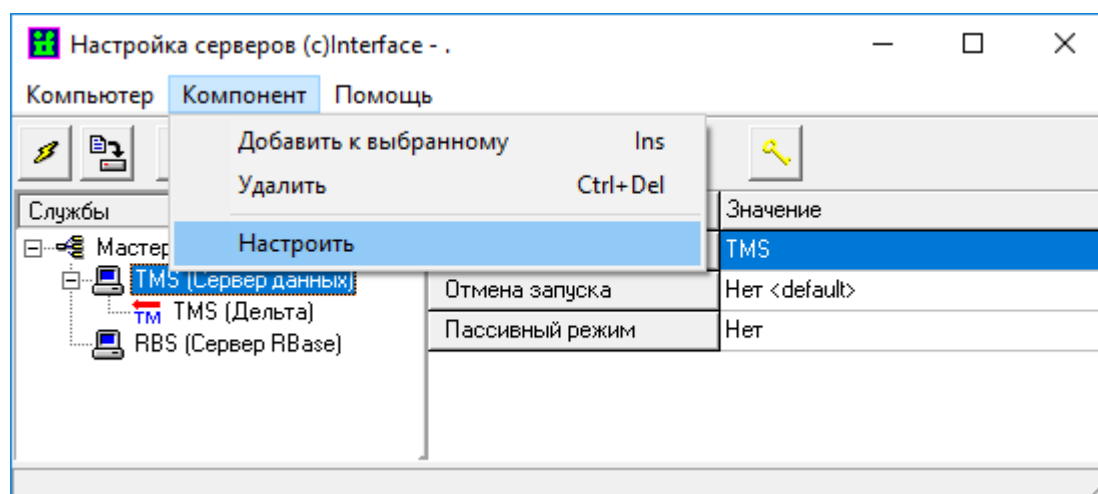 Настройка серверов (c)Interface - .
Компьютер Компонент Помощь
Добавить к выбранному Ins
Удалить Ctrl+Del
Настроить
Службы Значение
Мастер
TMS (Сервер данных) TMS
TM TMS (Дельта) Отмена запуска Нет <default>
RBS (Сервер RBase) Пассивный режим Нет